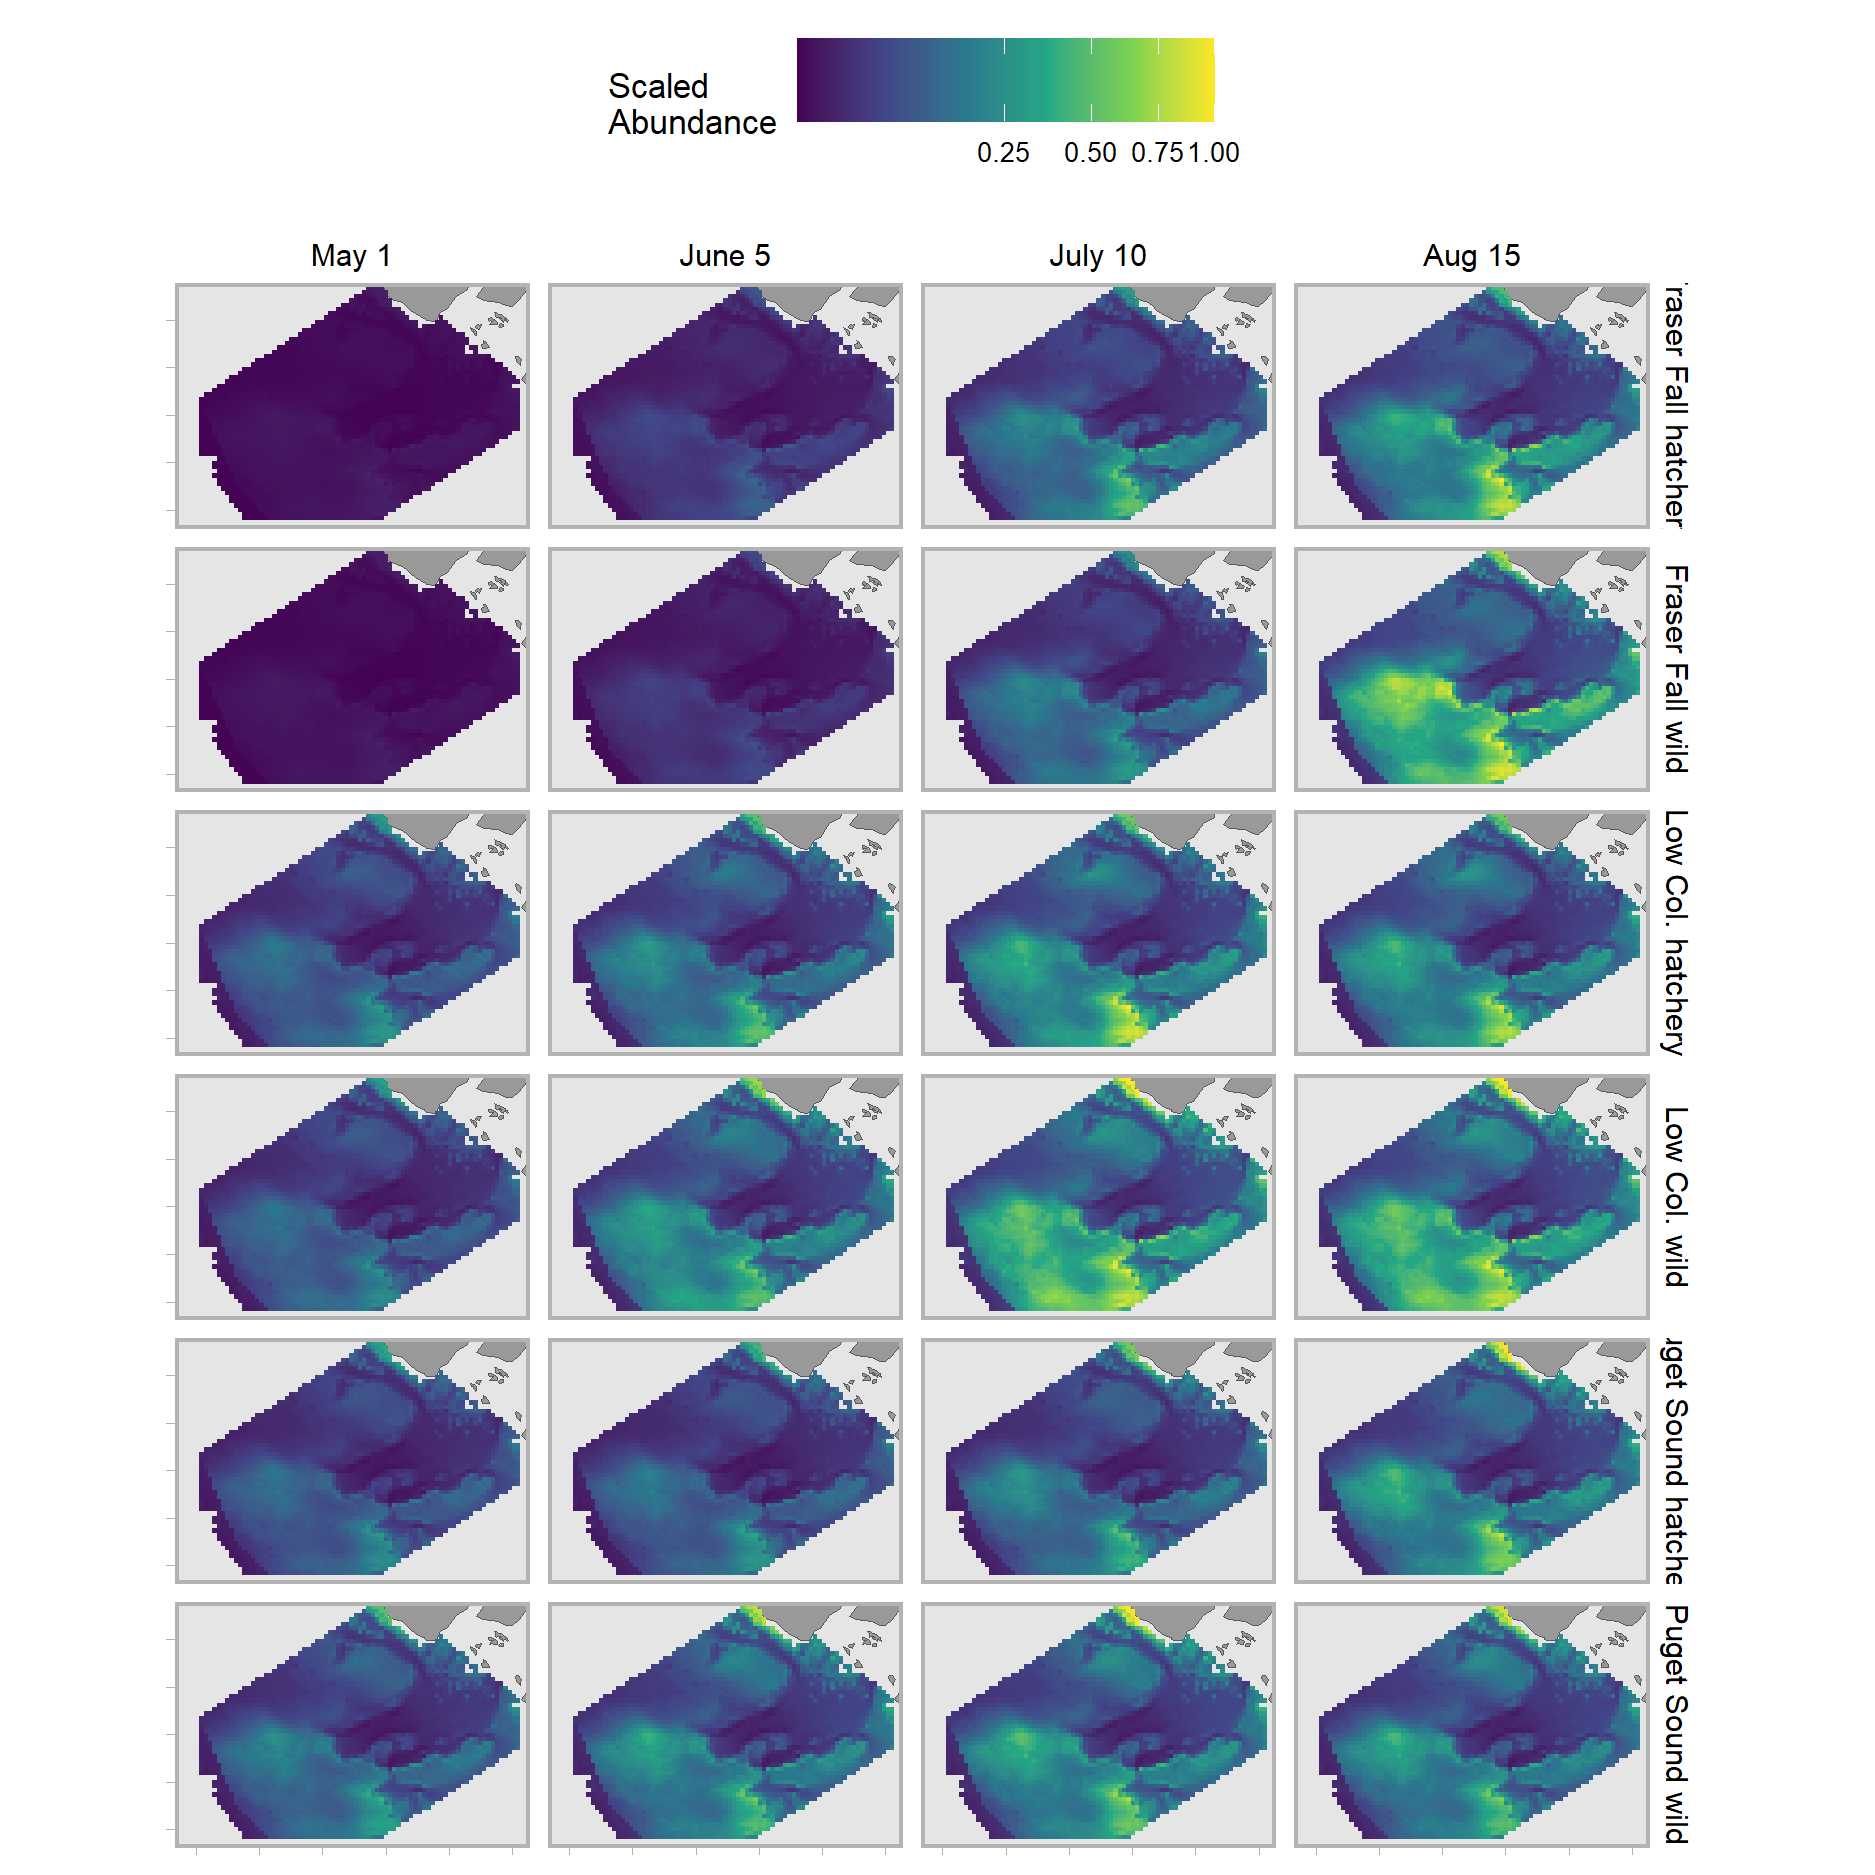 Scaled
Abundance
0.25 0.50 0.75 1.00
May 1 June 5 July 10 Aug 15
raser Fall hatcher
Fraser Fall wild
Low Col. hatchery
Low Col. wild
uget Sound hatche
Puget Sound wild